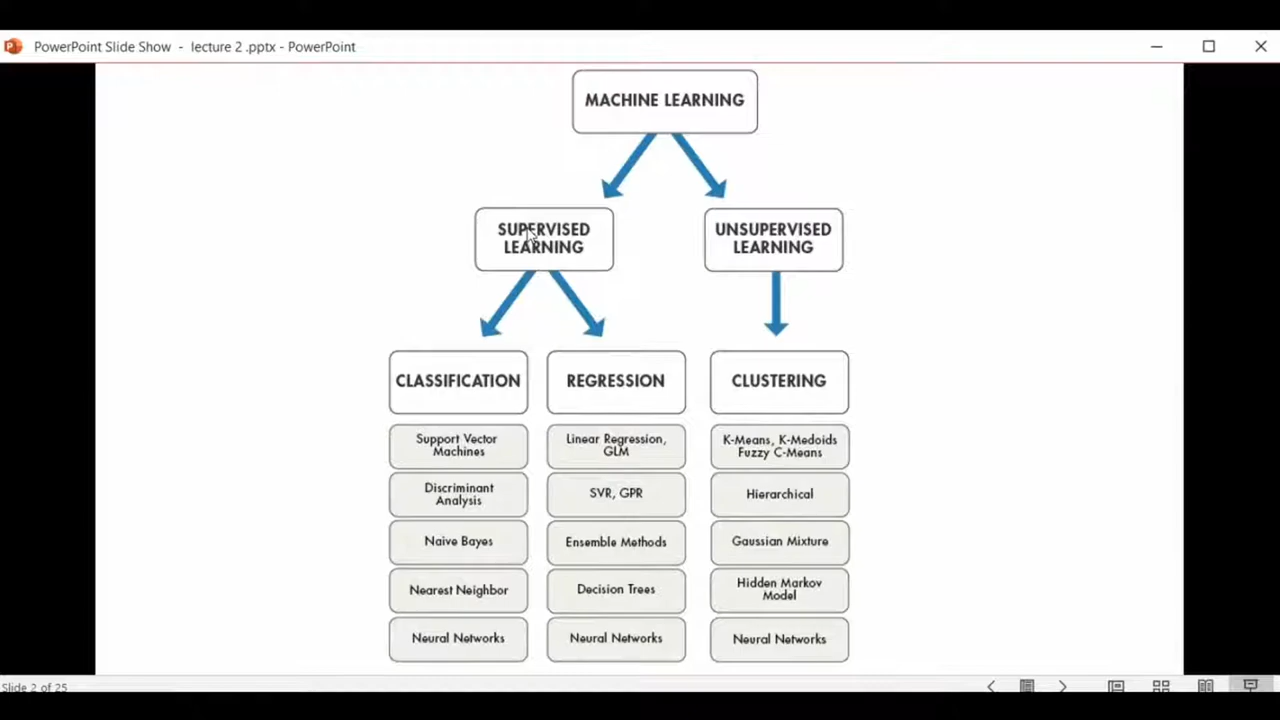 PowerPoint Slide Show - lecture 2 .pptx - PowerPoint
MACHINE LEARNING
SUPERVISED
LEARNING
UNSUPERVISED
LEARNING
CLASSIFICATION
REGRESSION
CLUSTERING
Support Vector
Machines
Linear Regression,
GLM
K-Means, K-Medoids
Fuzzy C-Means
Discriminant
Analysis
SVR, GPR
Hierarchical
Naive Bayes
Ensemble Methods
Gaussian Mixture
Nearest Neighbor
Decision Trees
Hidden Markov
Model
Neural Networks
Neural Networks
Neural Networks
Slide 2 of 25